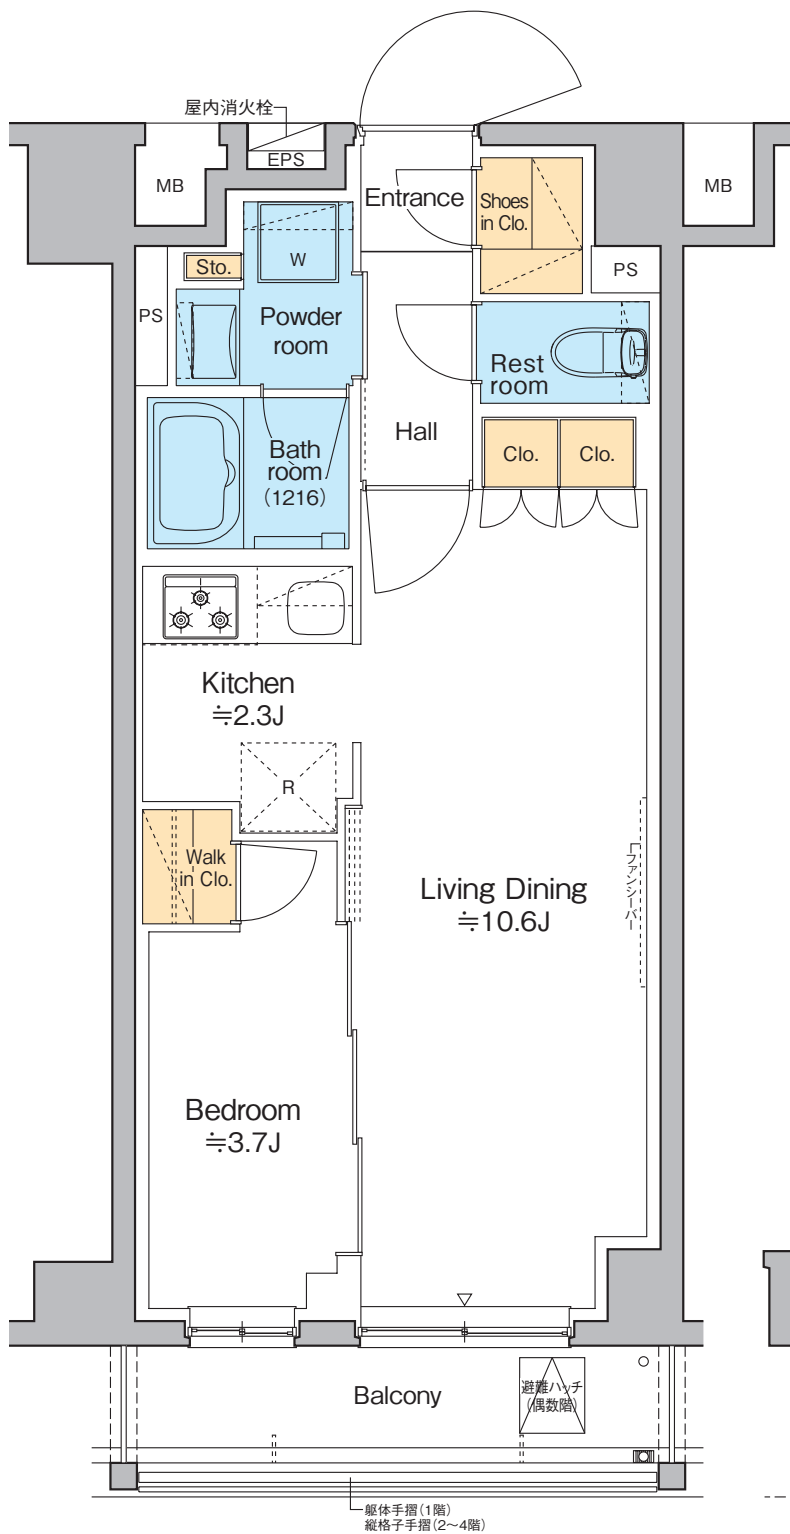 屋内消火栓
EPS
MB
MB
Entrance
Shoes
in Clo.
Sto.
W
PS
PS
Powder
room
Rest
room
Hall
Clo.
Clo.
Bath
room
(1216)
Kitchen
≒2.3J
R
Walk
in Clo.
Living Dining
≒10.6J
ファンシーバー
Bedroom
≒3.7J
Balcony
避難ハッチ
(偶数階)
躯体手摺(1階)
縦格子手摺(2〜4階)